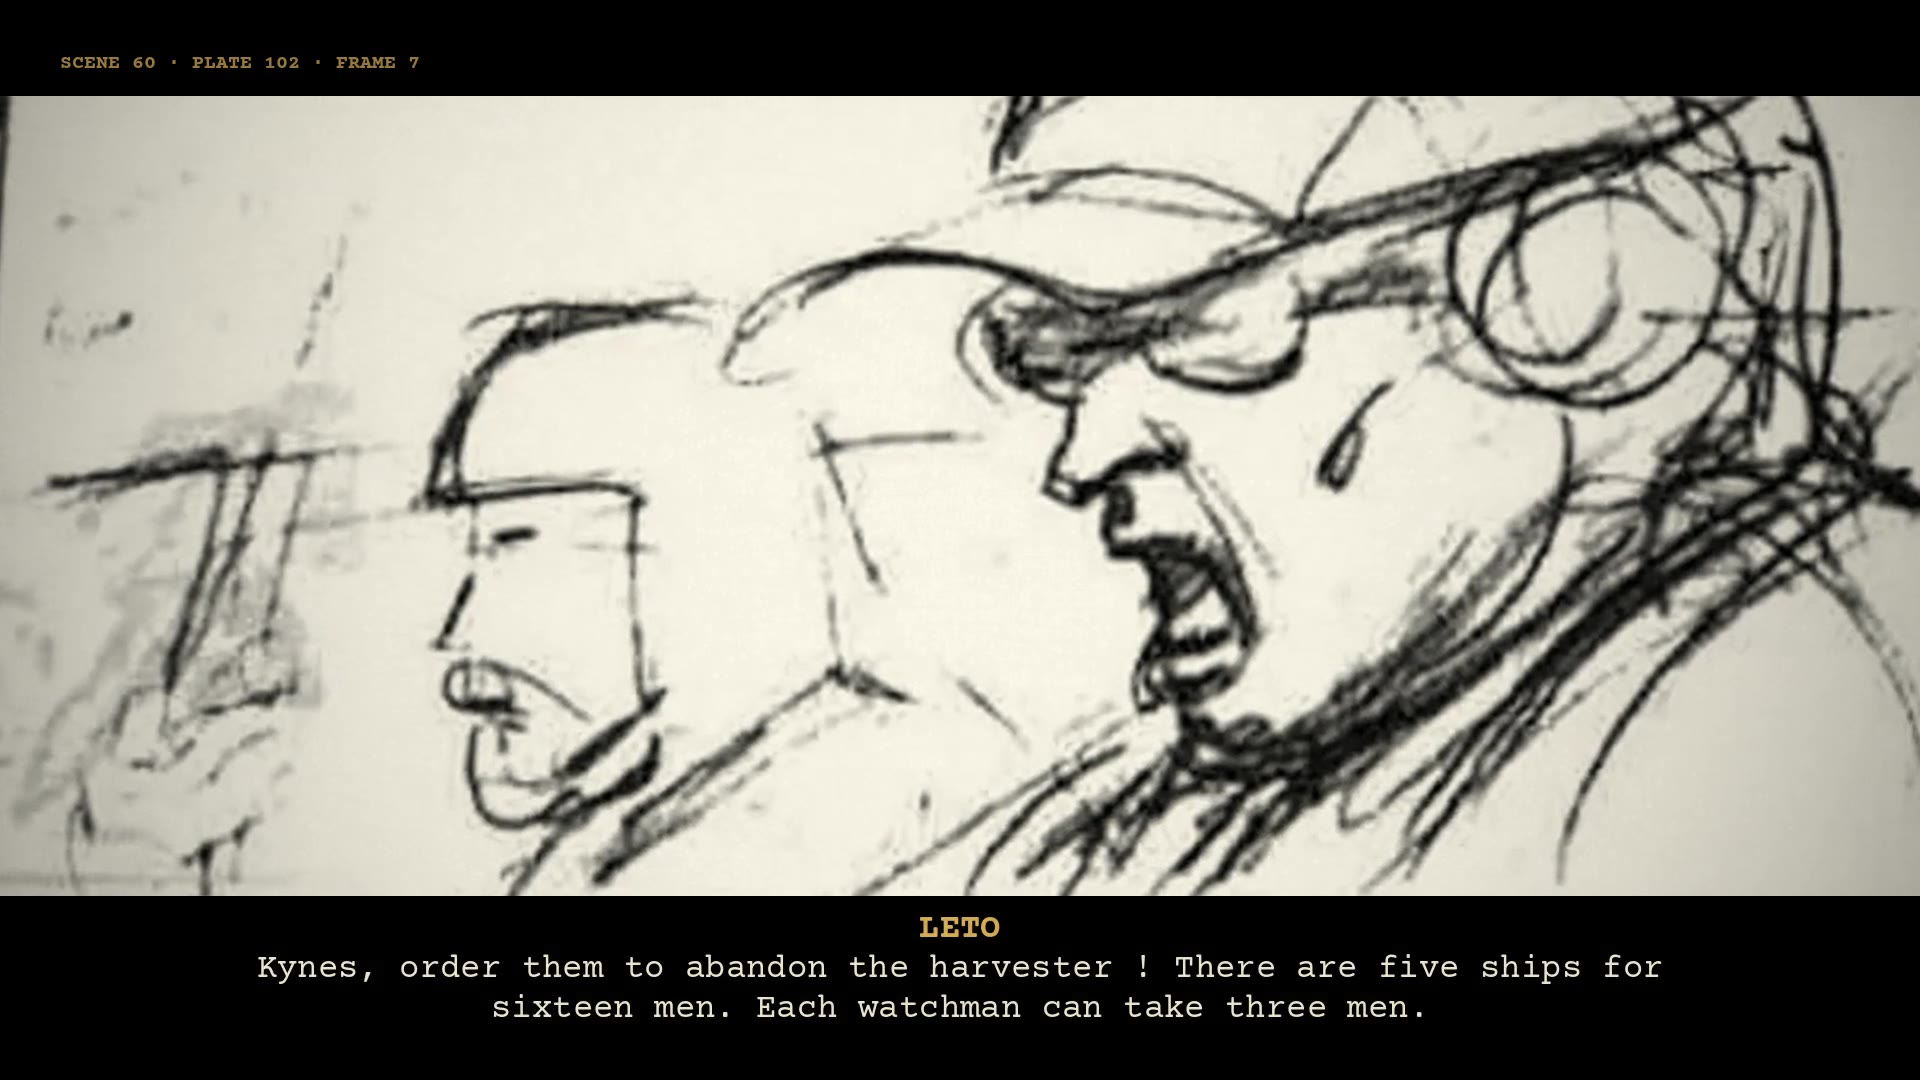 SCENE 60 · PLATE 102 · FRAME 7
LETO
Kynes, order them to abandon the harvester ! There are five ships for
sixteen men. Each watchman can take three men.